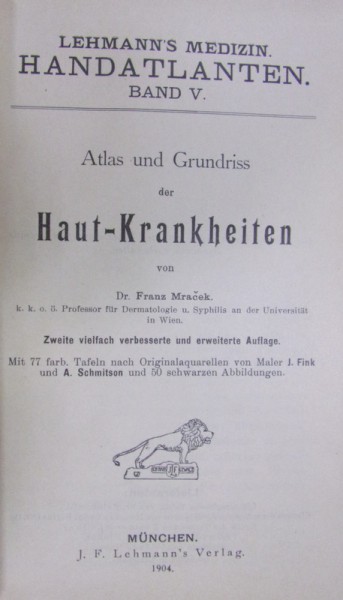 LEHMANN'S MEDIZIN.
HANDATLANTEN.
BAND V.
Atlas und Grundriss
der
Haut-Krankheiten
von
Dr. Franz Mraček.
k. k. o. ö. Professor für Dermatologie u. Syphilis an der Universität
in Wien.
Zweite vielfach verbesserte und erweiterte Auflage.
Mit 77 farb. Tafeln nach Originalaquarellen von Maler J. Fink
und A. Schmitson und 50 schwarzen Abbildungen.
MÜNCHEN.
J. F. Lehmann's Verlag.
1904.